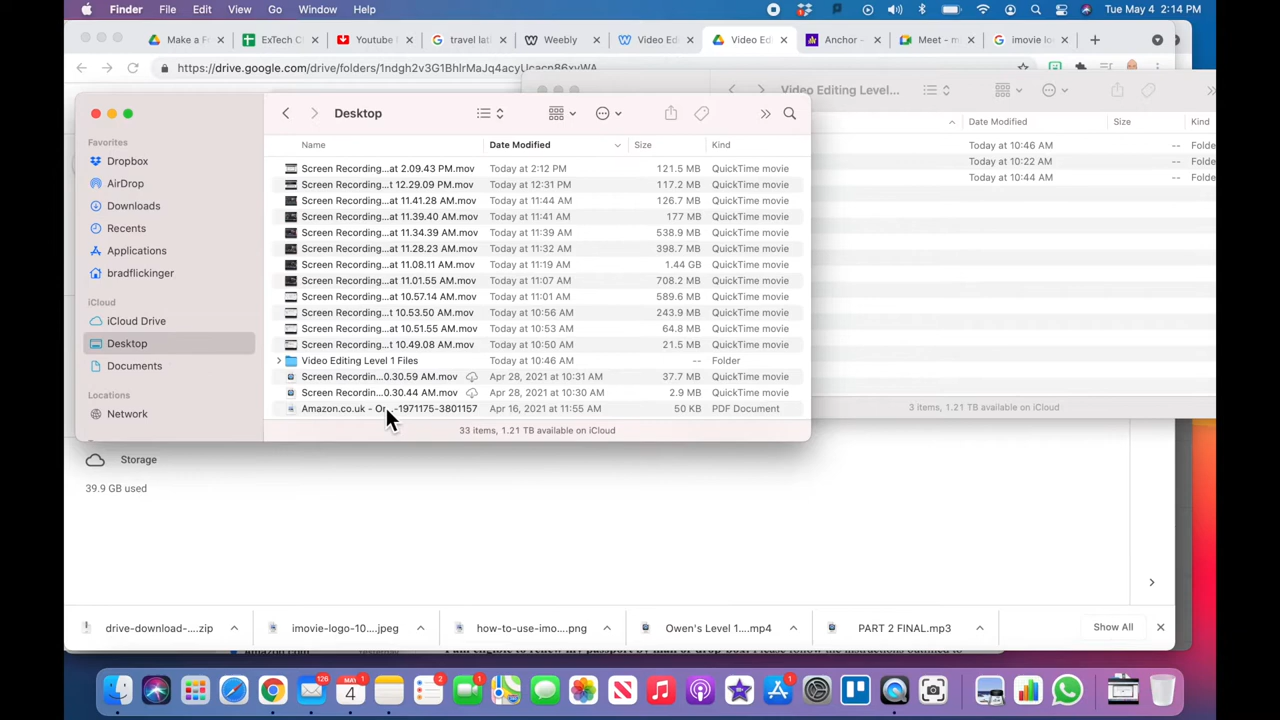 Finder File Edit View Go Window Help Tue May 4 2:14 PM
Make a F ExTech Cl Youtube travel lat Weebly Video Edi Video Edi Anchor - Meet - m imovie lo
https://drive.google.com/drive/folders/1ndgh2v3G1BhlrMaJq4acyUcacn86xyWA
Video Editing Level...
Desktop
Favorites
Dropbox
AirDrop
Downloads
Recents
Applications
bradflickinger
iCloud
iCloud Drive
Desktop
Documents
Locations
Network
Name Date Modified Size Kind
Screen Recording...at 2.09.43 PM.mov Today at 2:12 PM 121.5 MB QuickTime movie
Screen Recording...t 12.29.09 PM.mov Today at 12:31 PM 117.2 MB QuickTime movie
Screen Recording...at 11.41.28 AM.mov Today at 11:44 AM 126.7 MB QuickTime movie
Screen Recording...at 11.39.40 AM.mov Today at 11:41 AM 177 MB QuickTime movie
Screen Recording...at 11.34.39 AM.mov Today at 11:39 AM 538.9 MB QuickTime movie
Screen Recording...at 11.28.23 AM.mov Today at 11:32 AM 398.7 MB QuickTime movie
Screen Recording...at 11.08.11 AM.mov Today at 11:19 AM 1.44 GB QuickTime movie
Screen Recording...at 11.01.55 AM.mov Today at 11:07 AM 708.2 MB QuickTime movie
Screen Recording...at 10.57.14 AM.mov Today at 11:01 AM 589.6 MB QuickTime movie
Screen Recording...t 10.53.50 AM.mov Today at 10:56 AM 243.9 MB QuickTime movie
Screen Recording...at 10.51.55 AM.mov Today at 10:53 AM 64.8 MB QuickTime movie
Screen Recording...t 10.49.08 AM.mov Today at 10:50 AM 21.5 MB QuickTime movie
Video Editing Level 1 Files Today at 10:46 AM -- Folder
Screen Recordin...0.30.59 AM.mov Apr 28, 2021 at 10:31 AM 37.7 MB QuickTime movie
Screen Recordin...0.30.44 AM.mov Apr 28, 2021 at 10:30 AM 2.9 MB QuickTime movie
Amazon.co.uk - Or...-1971175-3801157 Apr 16, 2021 at 11:55 AM 50 KB PDF Document
33 items, 1.21 TB available on iCloud
Date Modified Size Kind
Today at 10:46 AM -- Folde
Today at 10:22 AM -- Folde
Today at 10:44 AM -- Folde
3 items, 1.21 TB available on iCloud
Storage
39.9 GB used
drive-download-....zip imovie-logo-10....jpeg how-to-use-imo....png Owen's Level 1....mp4 PART 2 FINAL.mp3 Show All
126 MAY 4 2 1 1